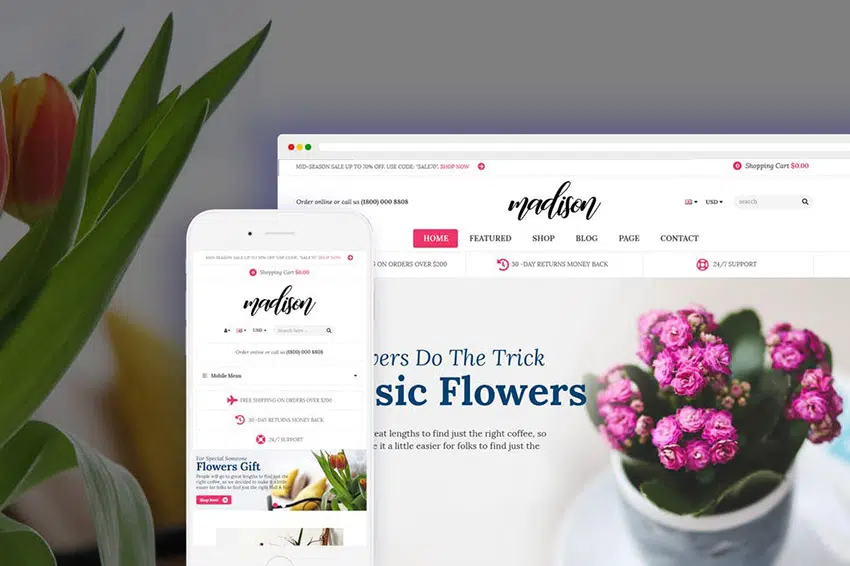 MID-SEASON SALE UP TO 70% OFF. USE CODE: "SALE70". SHOP NOW
Shopping Cart $0.00
Order online or call us (1800) 000 8808
madison
USD
search
HOME FEATURED SHOP BLOG PAGE CONTACT
ON ORDERS OVER $200
30 -DAY RETURNS MONEY BACK
24/7 SUPPORT
ers Do The Trick
sic Flowers
eat lengths to find just the right coffee, so
e it a little easier for folks to find just the
MID-SEASON SALE UP TO 70% OFF. USE CODE: "SALE70". SHOP NOW
Shopping Cart $0.00
madison
USD
Search here ...
Order online or call us (1800) 000 8808
Mobile Menu
FREE SHIPPING ON ORDERS OVER $200
30 -DAY RETURNS MONEY BACK
24/7 SUPPORT
For Special Someone
Flowers Gift
People will go to great lengths to find just the
right coffee, so we decided to make it a little
easier for folks to find just the right
Shop Now!